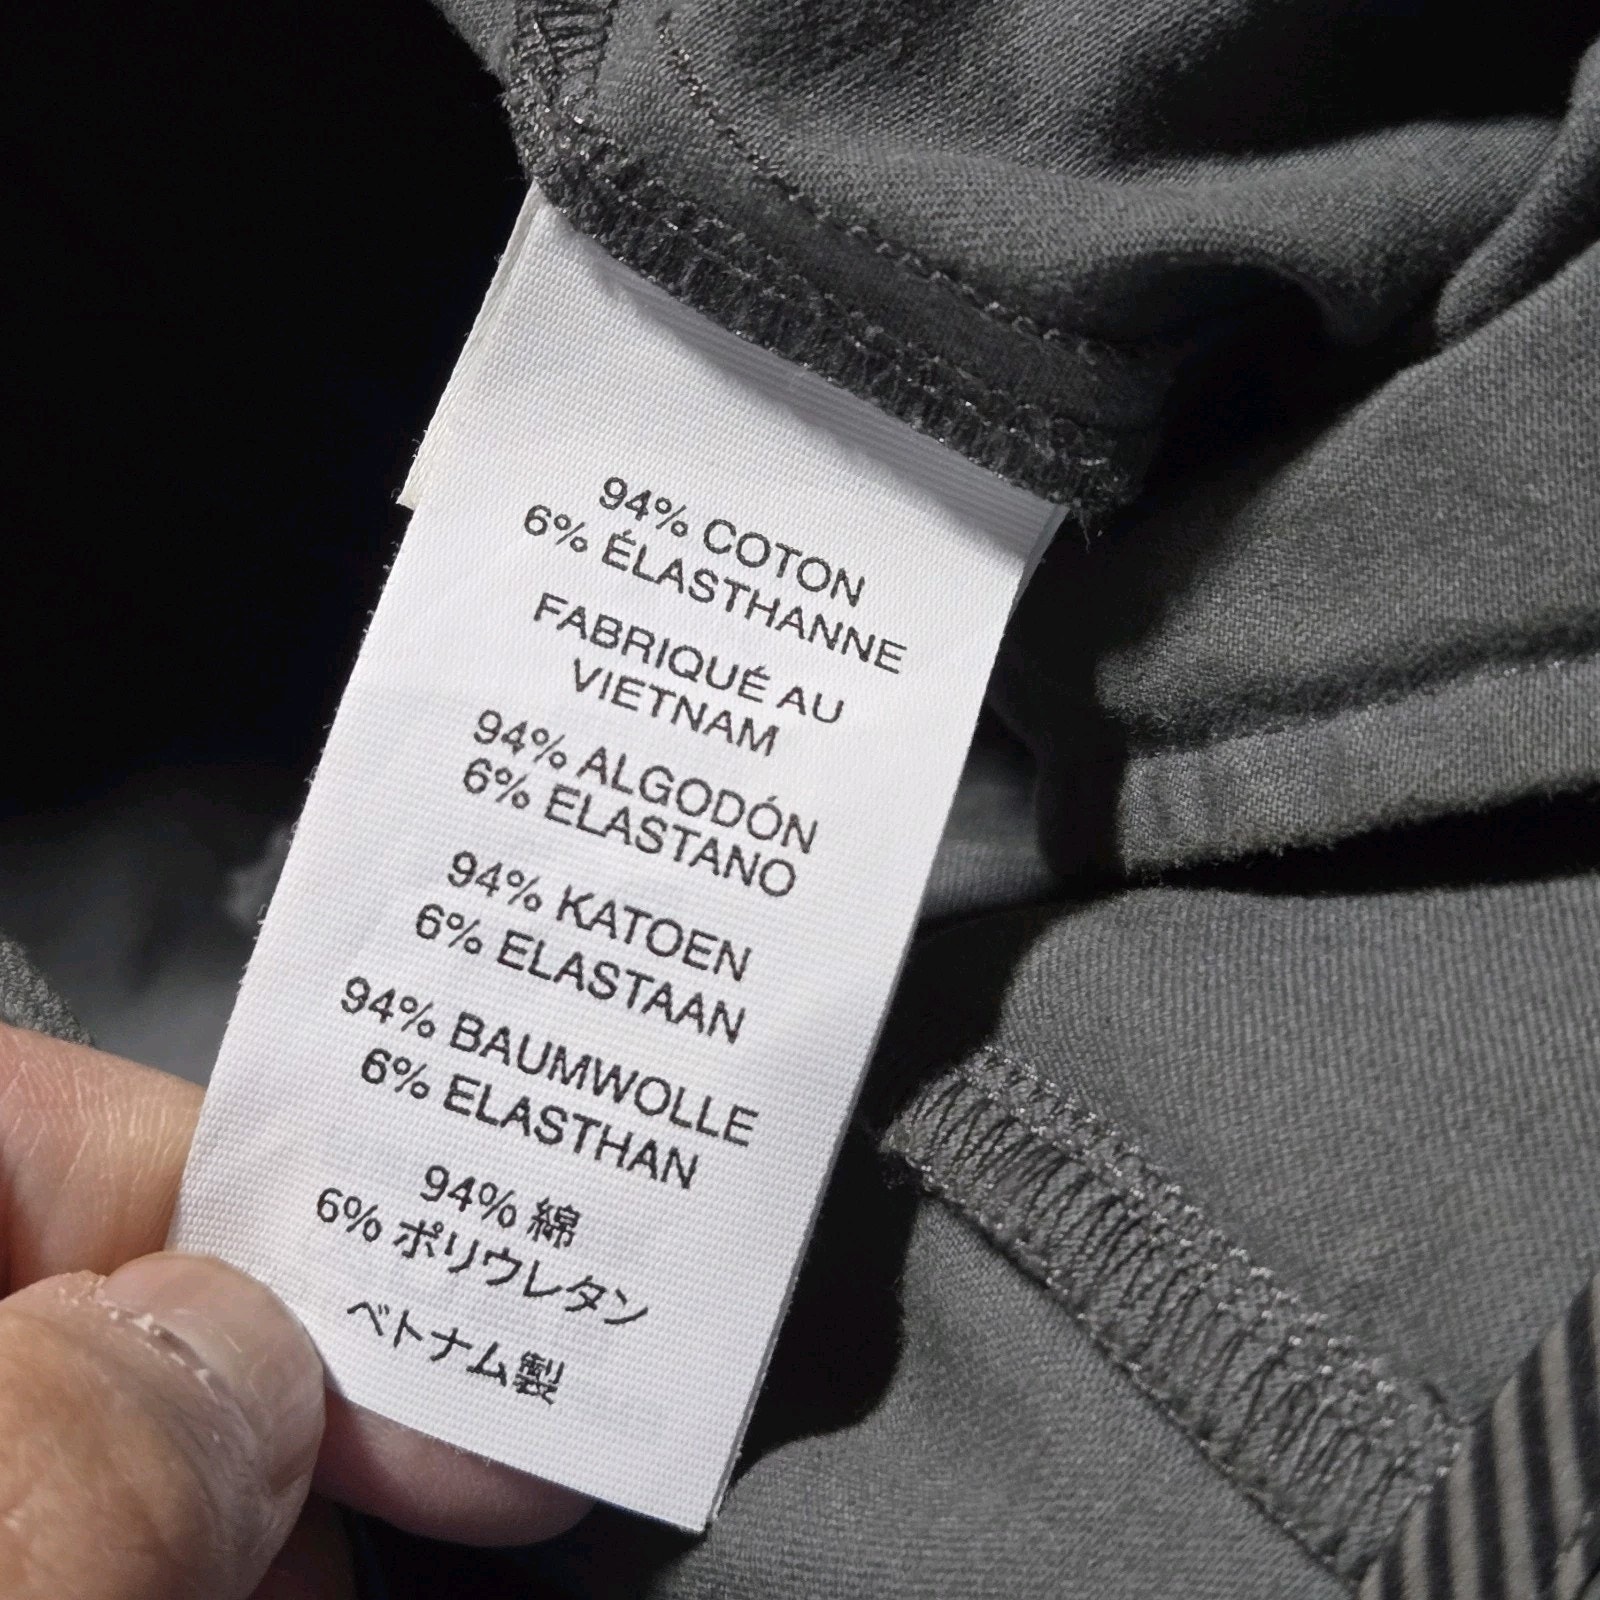 94% COTON
6% ÉLASTHANNE
FABRIQUÉ AU
VIETNAM
94% ALGODÓN
6% ELASTANO
94% KATOEN
6% ELASTAAN
94% BAUMWOLLE
6% ELASTHAN
94% 綿
6% ポリウレタン
ベトナム製